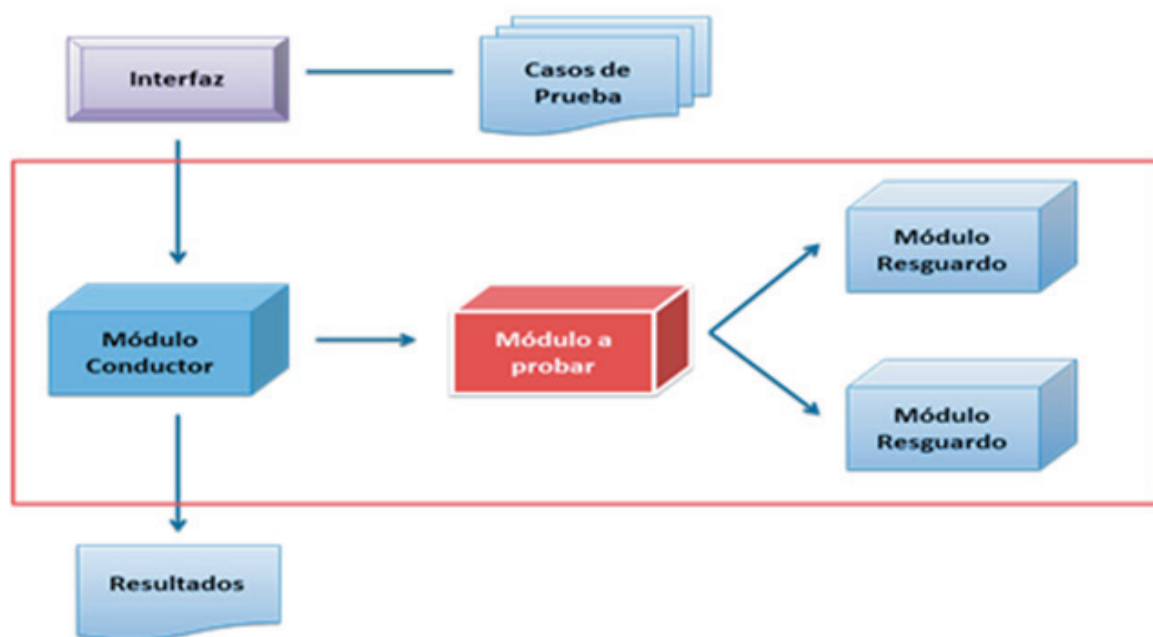 Interfaz
Casos de
Prueba
Módulo
Resguardo
Módulo
Conductor
Módulo a
probar
Módulo
Resguardo
Resultados